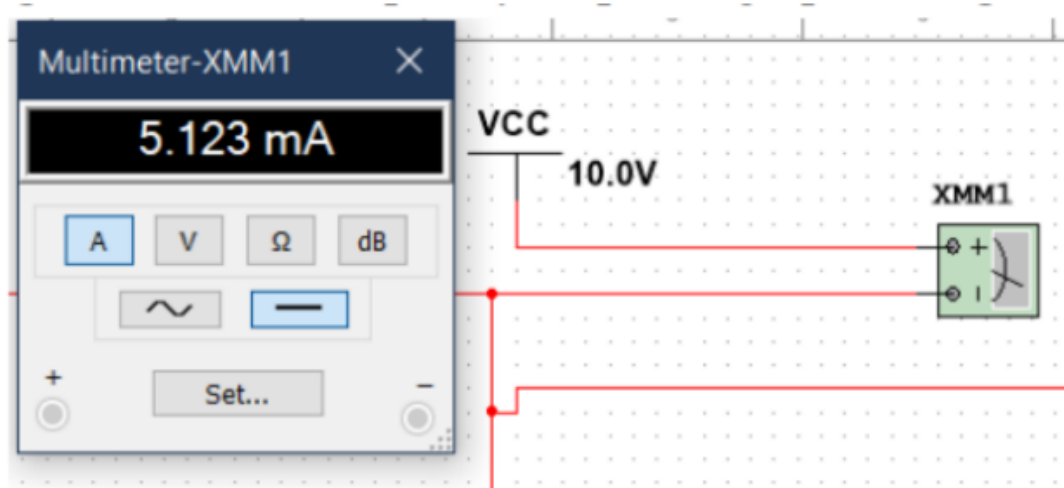 Multimeter-XMM1
5.123 mA
A V Ω dB
+ −
Set...
VCC
10.0V
XMM1
+